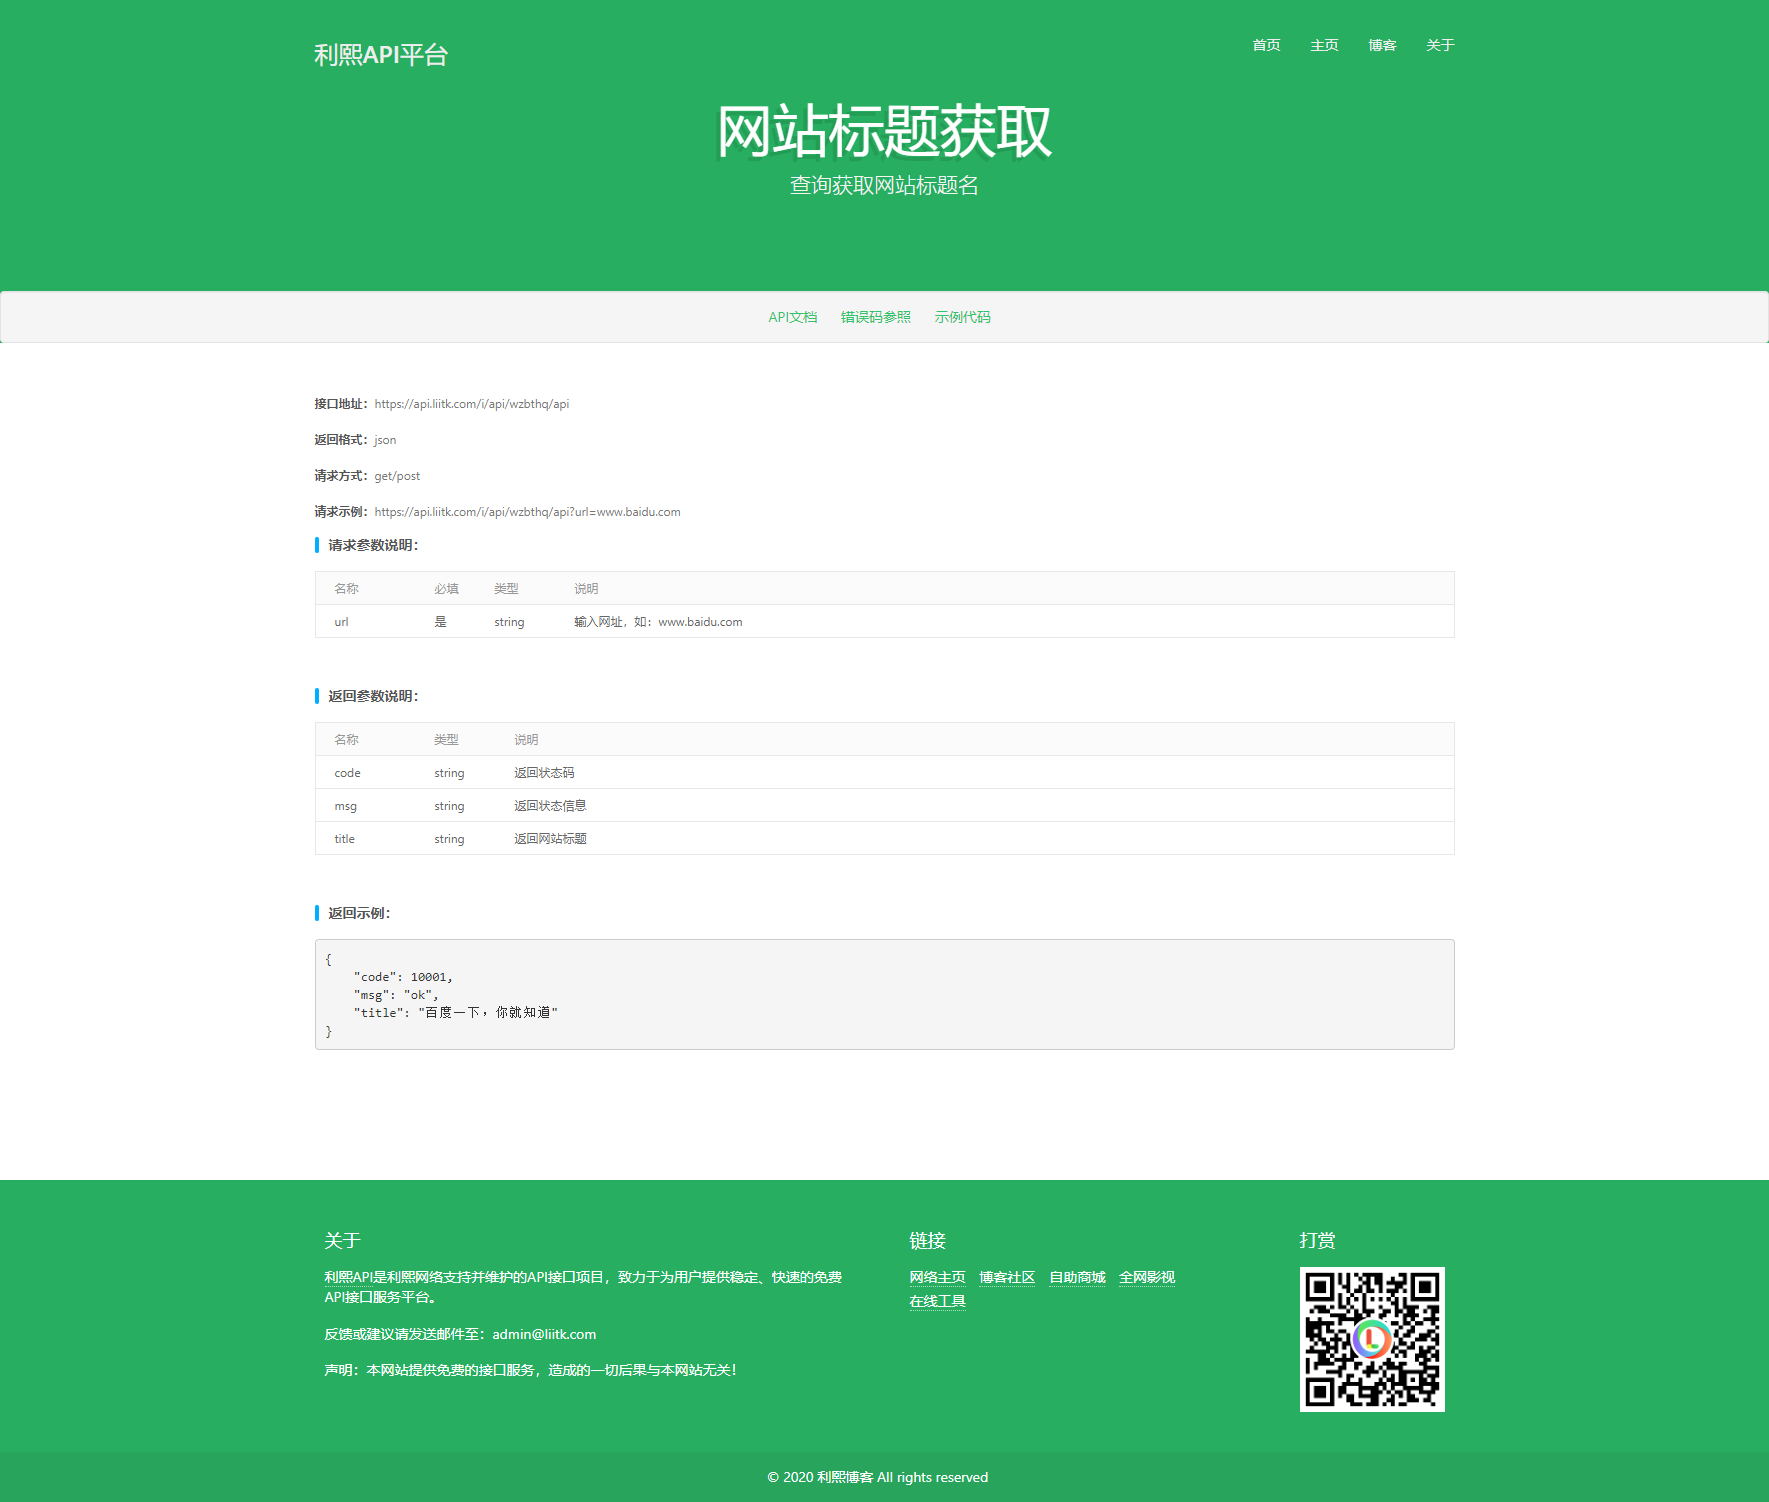 利熙API平台
首页 主页 博客 关于
网站标题获取
查询获取网站标题名
API文档 错误码参照 示例代码
接口地址：https://api.liitk.com/i/api/wzbthq/api
返回格式：json
请求方式：get/post
请求示例：https://api.liitk.com/i/api/wzbthq/api?url=www.baidu.com
请求参数说明：
名称 必填 类型 说明
url 是 string 输入网址，如：www.baidu.com
返回参数说明：
名称 类型 说明
code string 返回状态码
msg string 返回状态信息
title string 返回网站标题
返回示例：
{
"code": 10001,
"msg": "ok",
"title": "百度一下，你就知道"
}
关于
利熙API是利熙网络支持并维护的API接口项目，致力于为用户提供稳定、快速的免费
API接口服务平台。
反馈或建议请发送邮件至：admin@liitk.com
声明：本网站提供免费的接口服务，造成的一切后果与本网站无关！
链接
网络主页 博客社区 自助商城 全网影视
在线工具
打赏
© 2020 利熙博客 All rights reserved